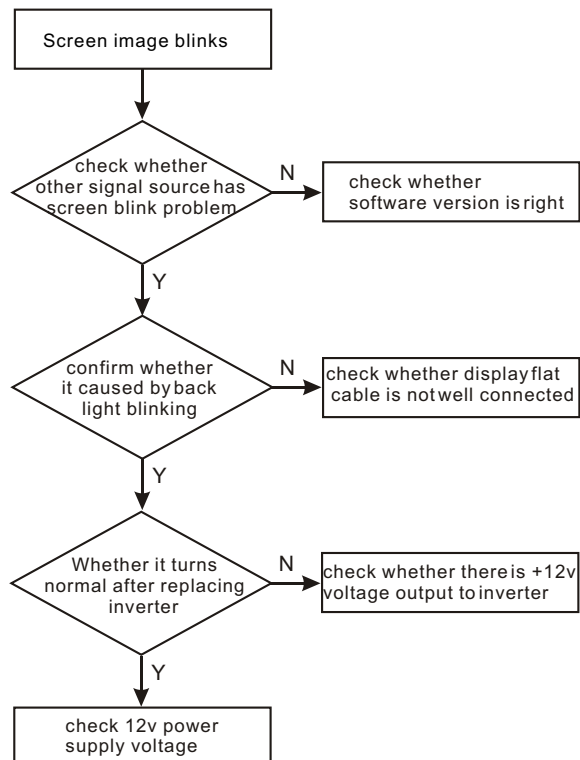 Screen image blinks
check whether
other signal source has
screen blink problem
N
check whether
software version is right
Y
confirm whether
it caused by back
light blinking
N
check whether display flat
cable is not well connected
Y
Whether it turns
normal after replacing
inverter
N
check whether there is +12v
voltage output to inverter
Y
check 12v power
supply voltage